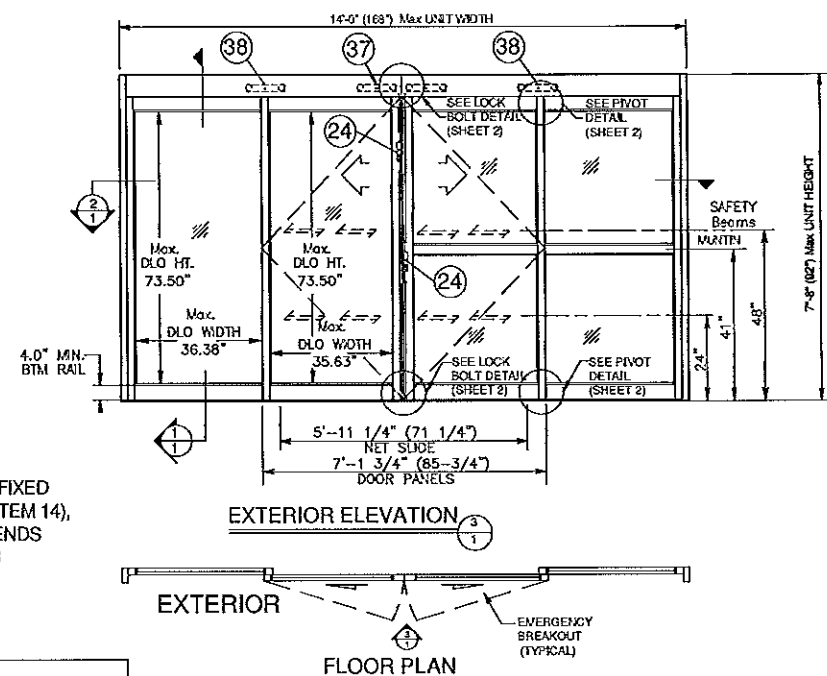 14'-0" (168") Max UNIT WIDTH
38
37
38
SEE LOCK
BOLT DETAIL
(SHEET 2)
SEE PIVOT
DETAIL
(SHEET 2)
24
2
1
SAFETY
Beams
MUNTIN
7'-8" (92") Max UNIT HEIGHT
Max.
DLO HT.
73.50"
Max.
DLO HT.
73.50"
24
Max.
DLO WIDTH
36.38"
Max.
DLO WIDTH
35.63"
24"
41"
48"
4.0" MIN.
BTM RAIL
SEE LOCK
BOLT DETAIL
(SHEET 2)
SEE PIVOT
DETAIL
(SHEET 2)
1
1
5'-11 1/4" (71 1/4")
NET SLIDE
7'-1 3/4" (85-3/4")
DOOR PANELS
FIXED
TEM 14),
ENDS
EXTERIOR ELEVATION
3
1
EXTERIOR
3
1
EMERGENCY
BREAKOUT
(TYPICAL)
FLOOR PLAN